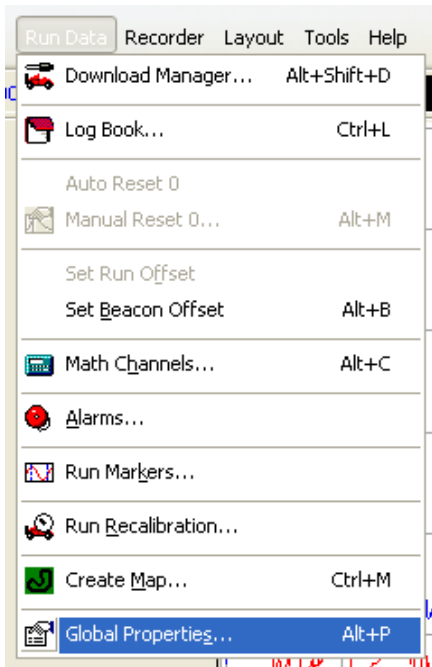 Run Data Recorder Layout Tools Help
Download Manager... Alt+Shift+D
Log Book... Ctrl+L
Auto Reset 0
Manual Reset 0... Alt+M
Set Run Offset
Set Beacon Offset Alt+B
Math Channels... Alt+C
Alarms...
Run Markers...
Run Recalibration...
Create Map... Ctrl+M
Global Properties... Alt+P